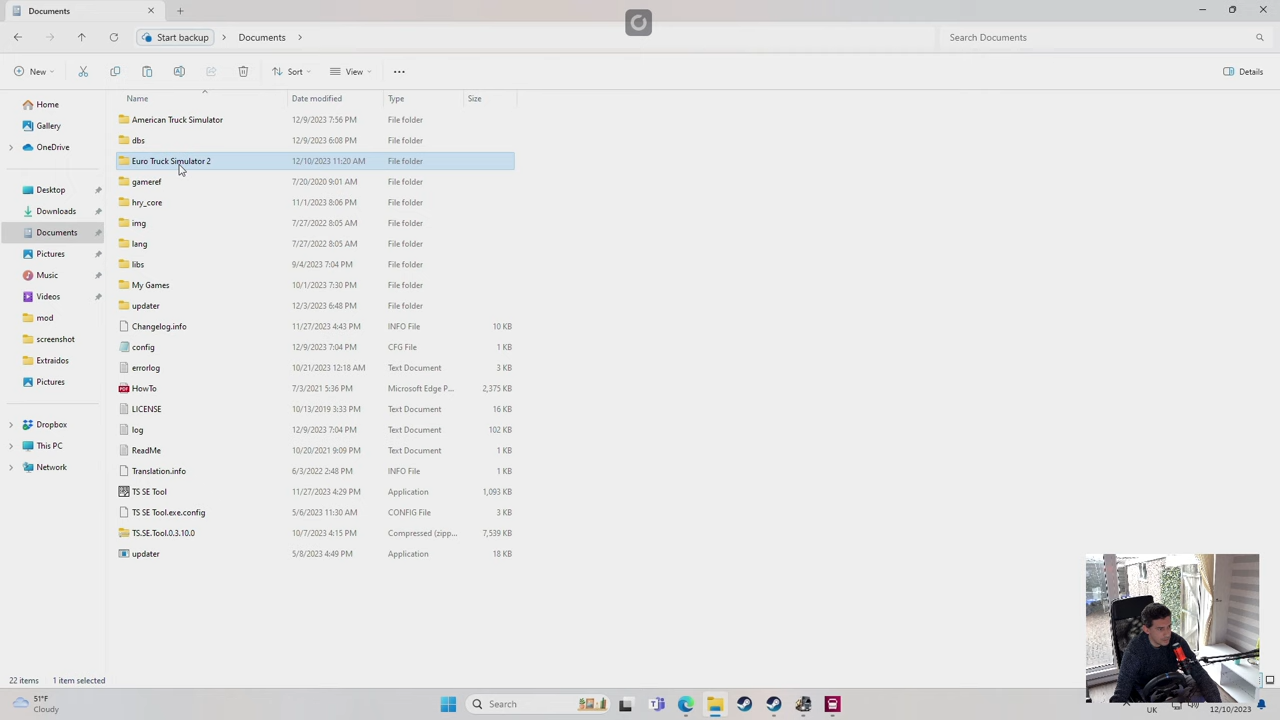 Documents
Start backup
Documents
Search Documents
New
Sort
View
Details
Name
Date modified
Type
Size
Home
Gallery
OneDrive
Desktop
Downloads
Documents
Pictures
Music
Videos
mod
screenshot
Extraidos
Pictures
Dropbox
This PC
Network
American Truck Simulator 12/9/2023 7:56 PM File folder
dbs 12/9/2023 6:08 PM File folder
Euro Truck Simulator 2 12/10/2023 11:20 AM File folder
gameref 7/20/2020 9:01 AM File folder
hry_core 11/1/2023 8:06 PM File folder
img 7/27/2022 8:05 AM File folder
lang 7/27/2022 8:05 AM File folder
libs 9/4/2023 7:04 PM File folder
My Games 10/1/2023 7:30 PM File folder
updater 12/3/2023 6:48 PM File folder
Changelog.info 11/27/2023 4:43 PM INFO File 10 KB
config 12/9/2023 7:04 PM CFG File 1 KB
errorlog 10/21/2023 12:18 AM Text Document 3 KB
HowTo 7/3/2021 5:36 PM Microsoft Edge P... 2,375 KB
LICENSE 10/13/2019 3:33 PM Text Document 16 KB
log 12/9/2023 7:04 PM Text Document 102 KB
ReadMe 10/20/2021 9:09 PM Text Document 1 KB
Translation.info 6/3/2022 2:48 PM INFO File 1 KB
TS SE Tool 11/27/2023 4:29 PM Application 1,093 KB
TS SE Tool.exe.config 5/6/2023 11:30 AM CONFIG File 3 KB
TS.SE.Tool.0.3.10.0 10/7/2023 4:15 PM Compressed (zipp... 7,539 KB
updater 5/8/2023 4:49 PM Application 18 KB
22 items 1 item selected
51°F
Cloudy
Search
UK
12/10/2023